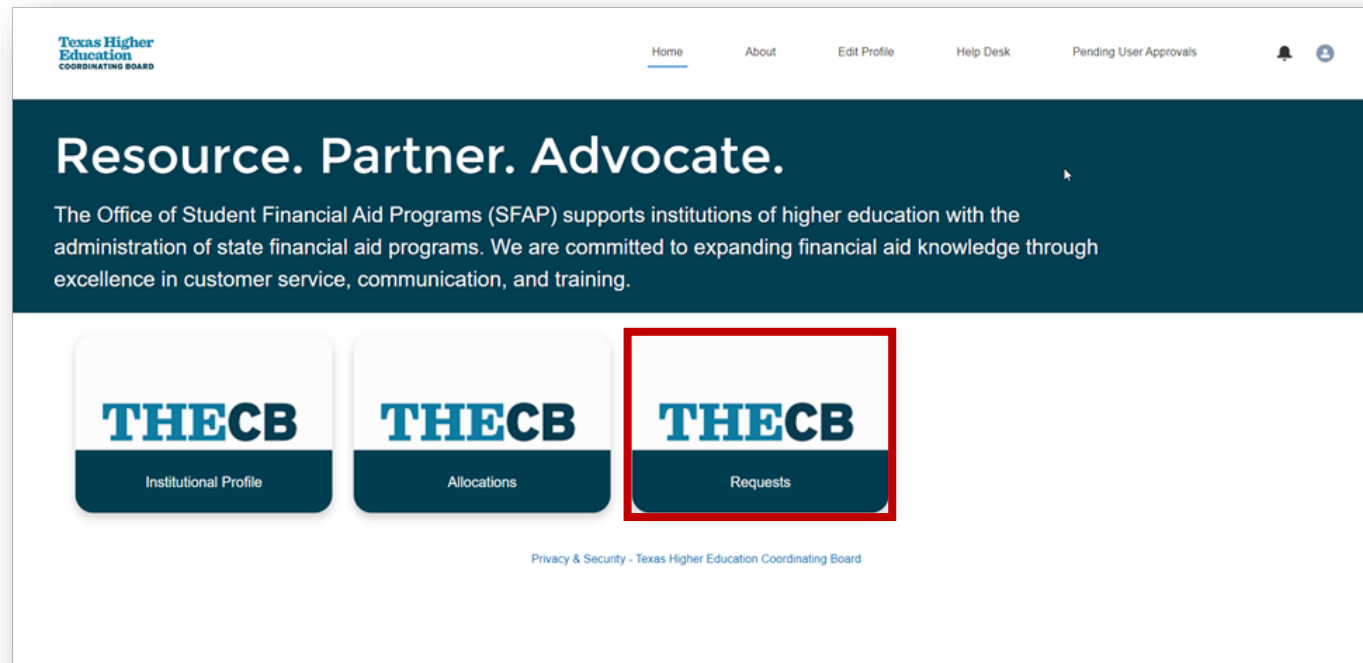 Texas Higher
Education
COORDINATING BOARD
Home About Edit Profile Help Desk Pending User Approvals
Resource. Partner. Advocate.
The Office of Student Financial Aid Programs (SFAP) supports institutions of higher education with the
administration of state financial aid programs. We are committed to expanding financial aid knowledge through
excellence in customer service, communication, and training.
THECB THECB THECB
Institutional Profile Allocations Requests
Privacy & Security - Texas Higher Education Coordinating Board